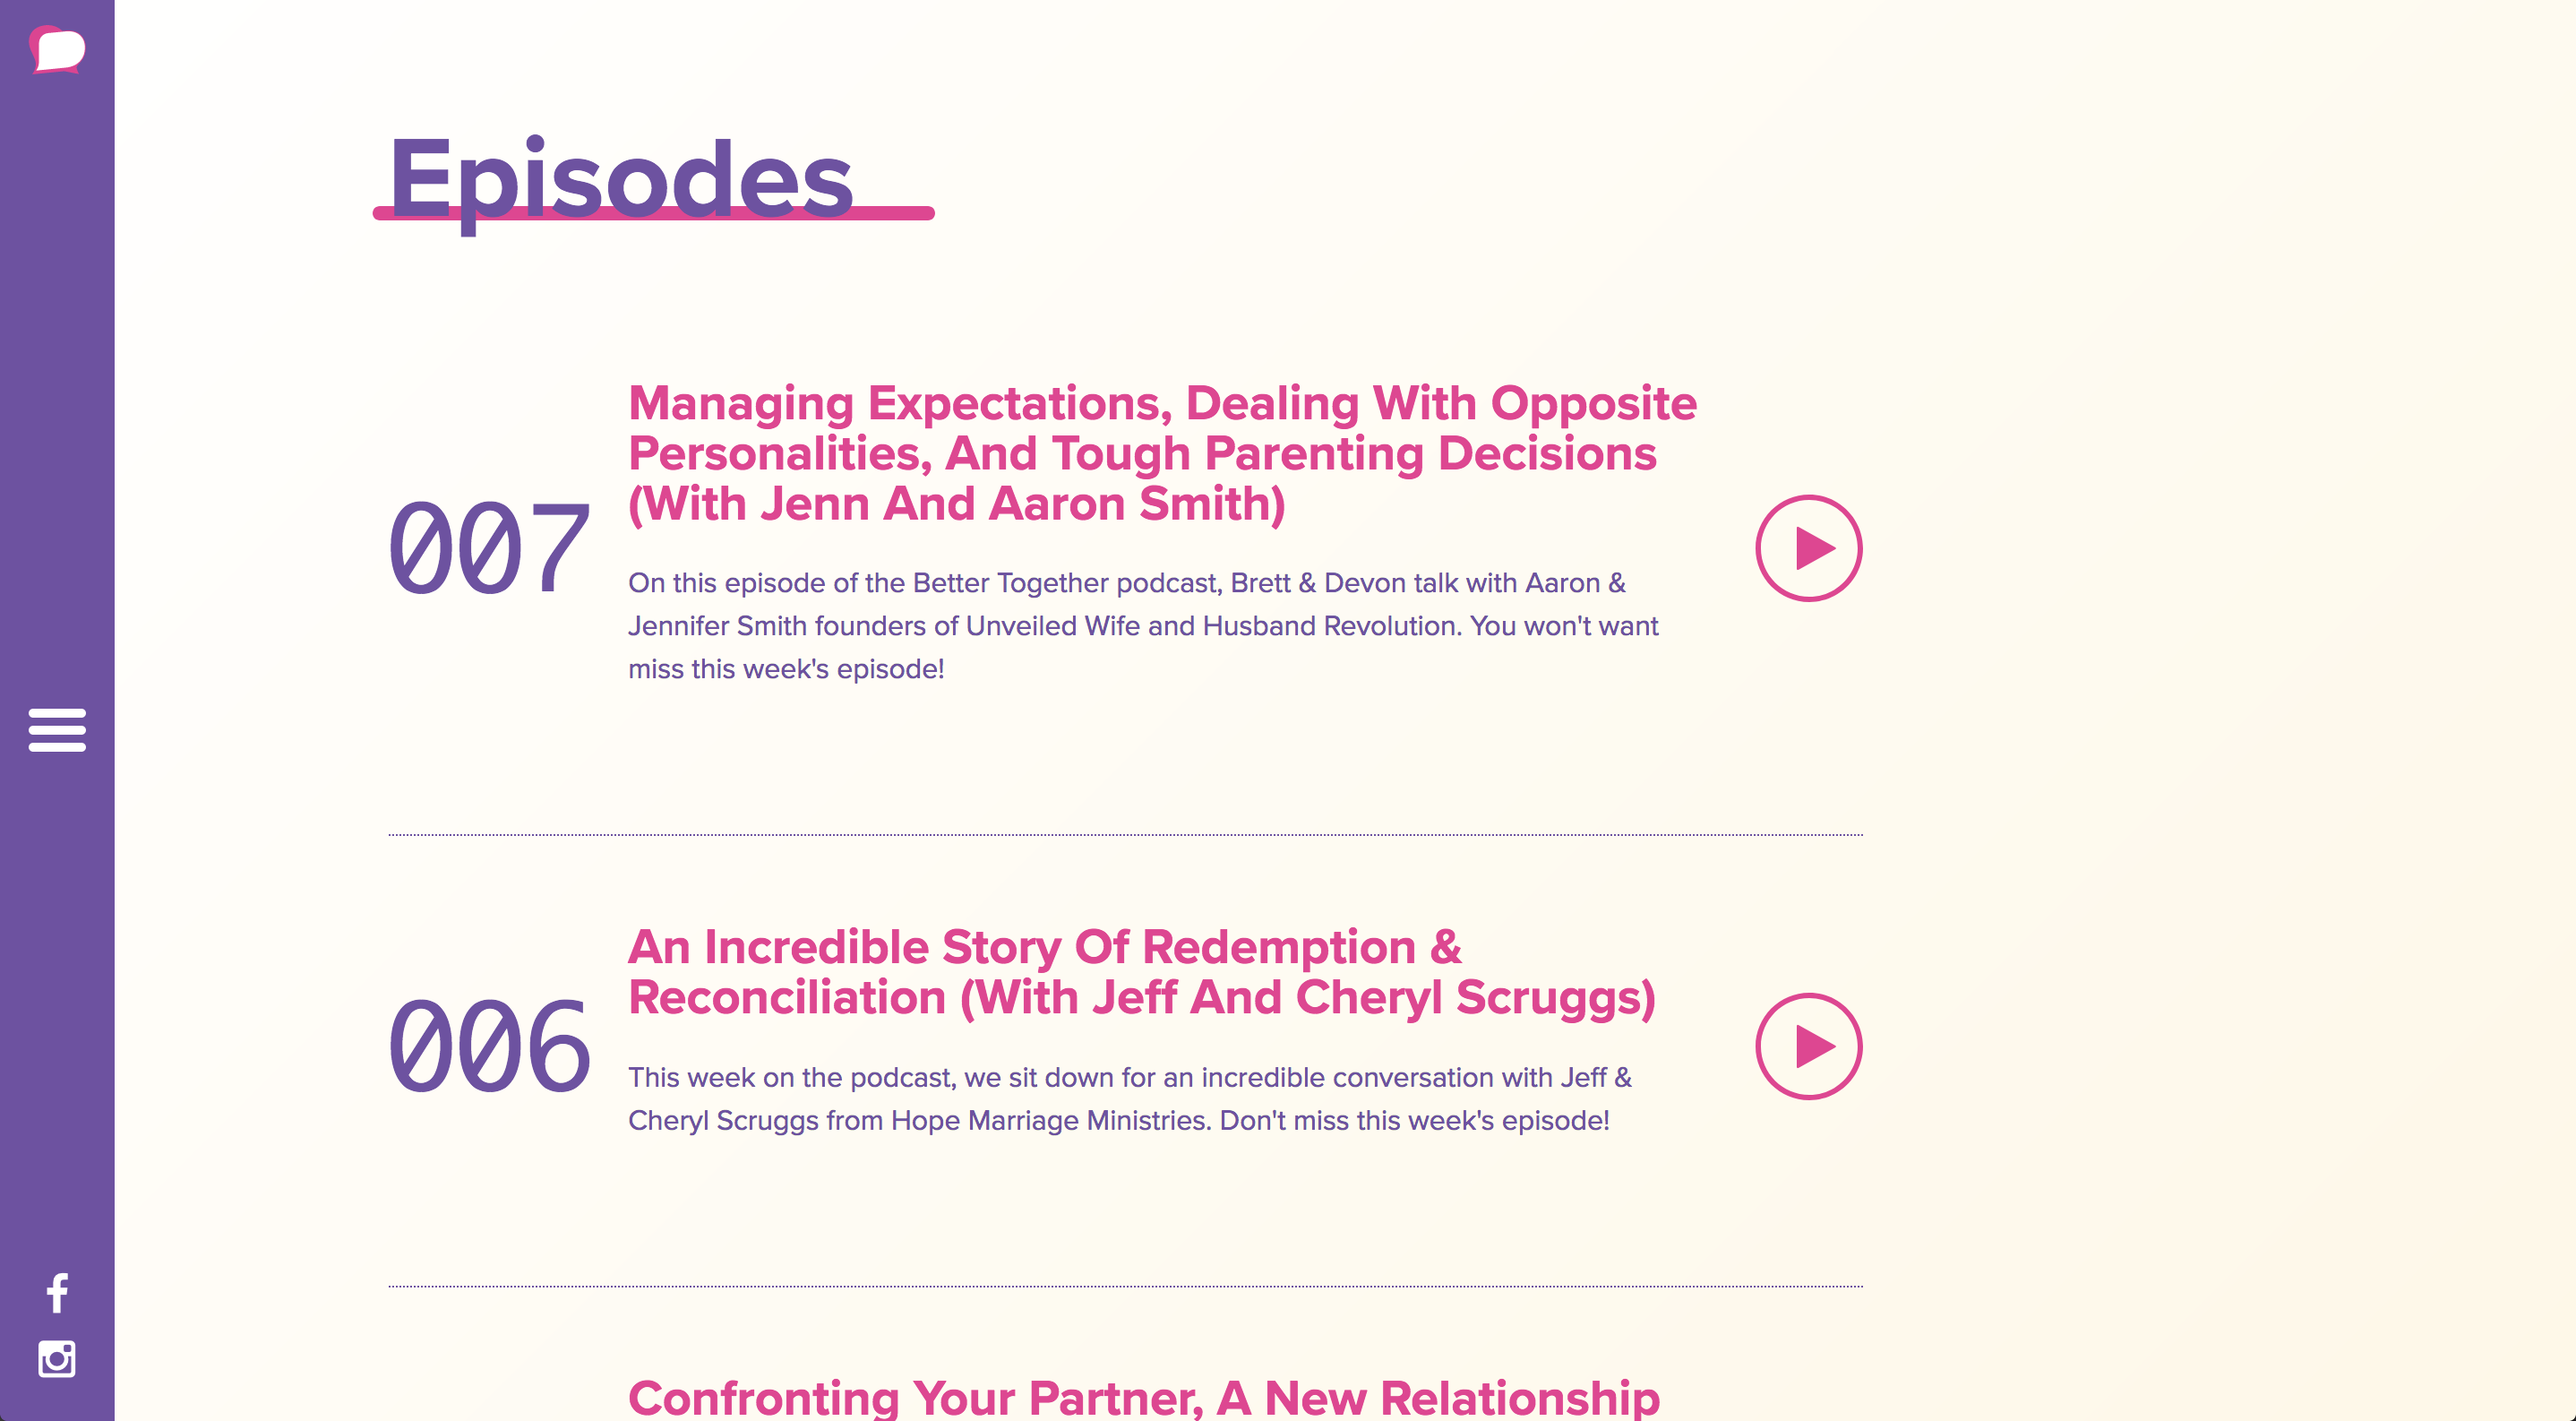 Episodes
007
Managing Expectations, Dealing With Opposite
Personalities, And Tough Parenting Decisions
(With Jenn And Aaron Smith)
On this episode of the Better Together podcast, Brett & Devon talk with Aaron &
Jennifer Smith founders of Unveiled Wife and Husband Revolution. You won't want
miss this week's episode!
006
An Incredible Story Of Redemption &
Reconciliation (With Jeff And Cheryl Scruggs)
This week on the podcast, we sit down for an incredible conversation with Jeff &
Cheryl Scruggs from Hope Marriage Ministries. Don't miss this week's episode!
Confronting Your Partner, A New Relationship